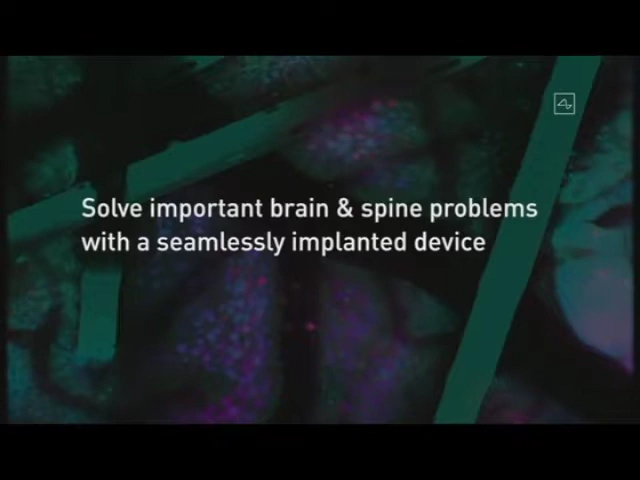 Solve important brain & spine problems
with a seamlessly implanted device